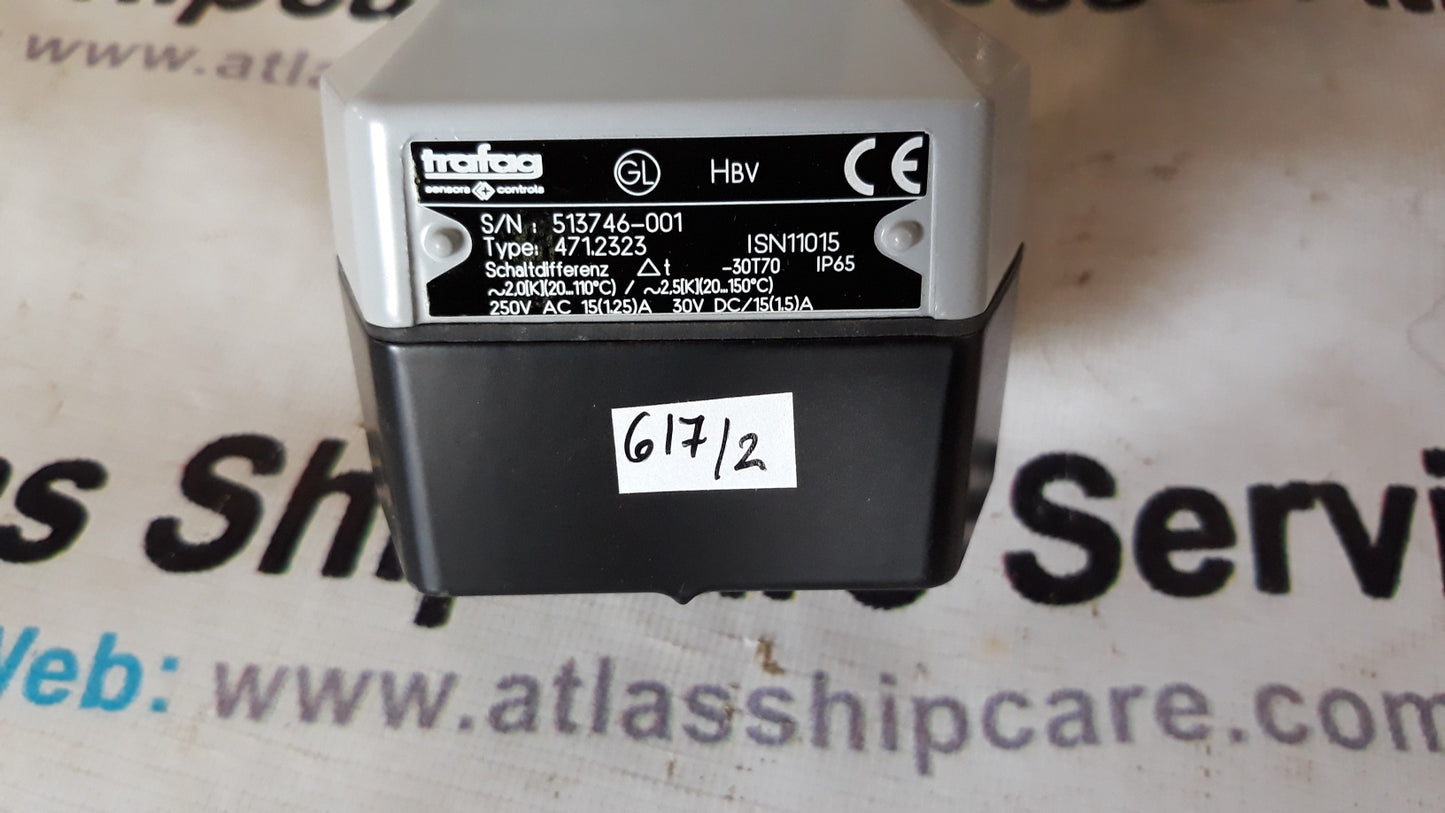 www.atla
trafag
sensors controls
GL
HBV
CE
S/N : 513746-001
Type: 471.2323 ISN11015
Schaltdifferenz △t -30T70 IP65
~2,0[K](20...110°C) / ~2,5[K](20...150°C)
250V AC 15(1.25)A 30V DC/15(1.5)A
617/2
s Sh Servi
Web: www.atlasshipcare.com